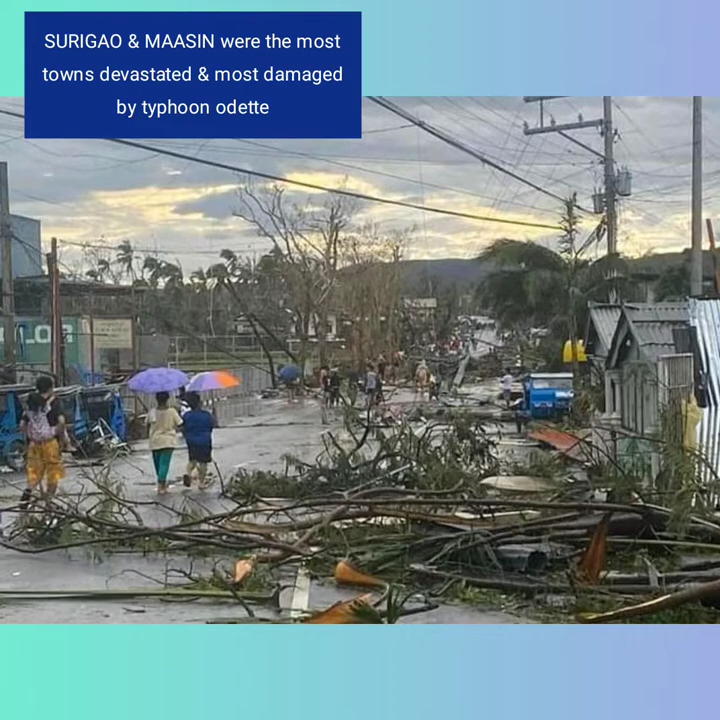 SURIGAO & MAASIN were the most
towns devastated & most damaged
by typhoon odette